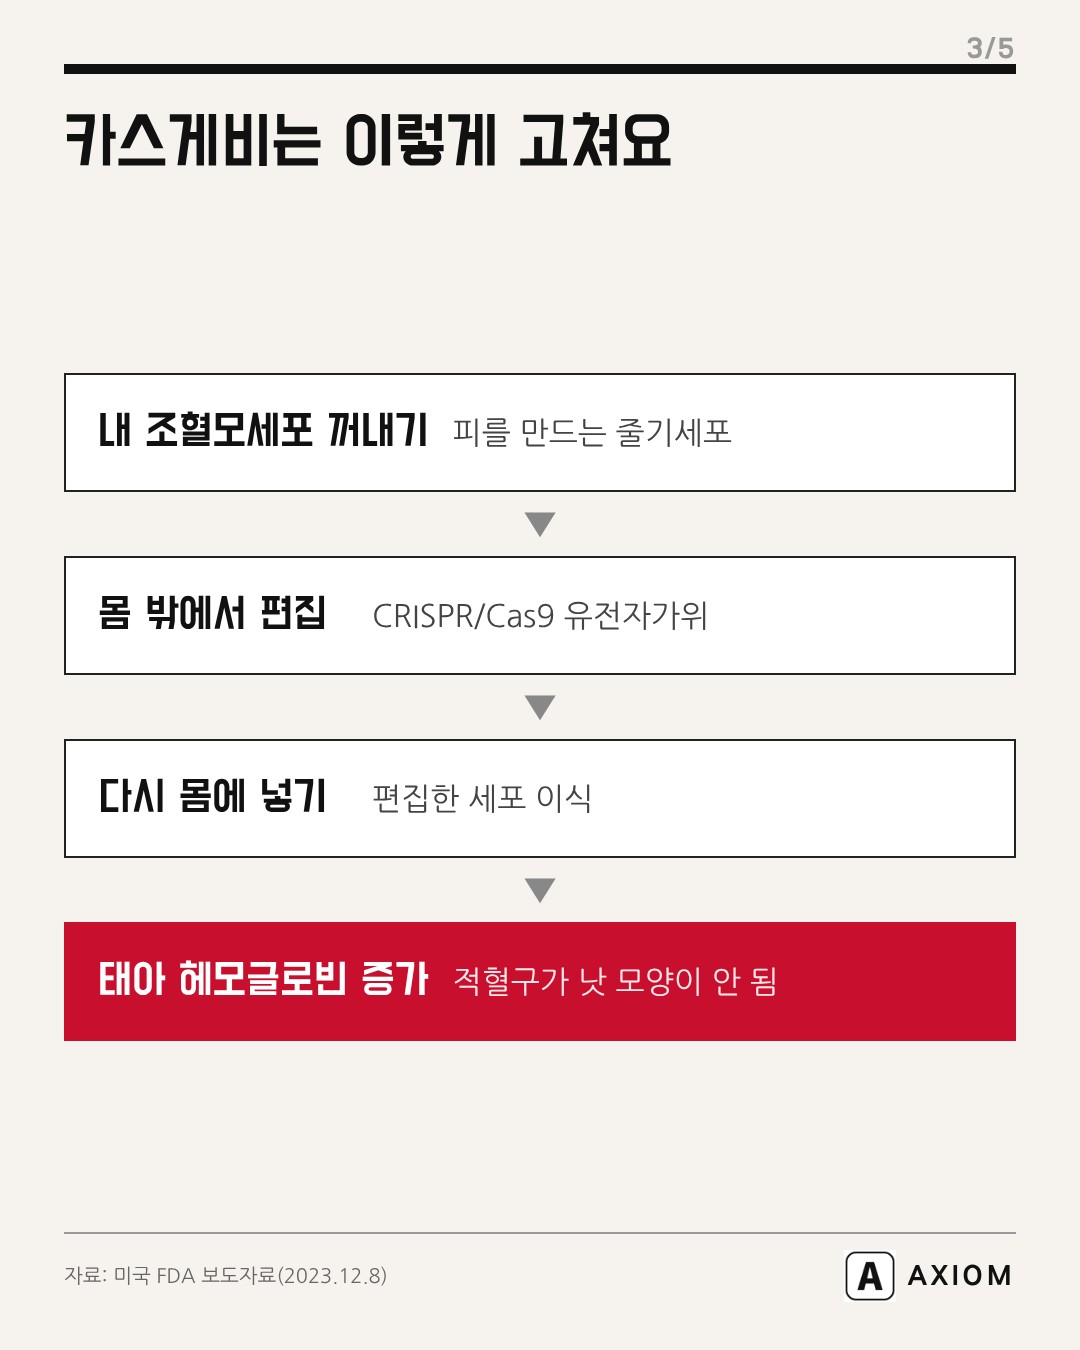 3/5
카스게비는 이렇게 고쳐요
내 조혈모세포 꺼내기 피를 만드는 줄기세포
몸 밖에서 편집 CRISPR/Cas9 유전자가위
다시 몸에 넣기 편집한 세포 이식
태아 헤모글로빈 증가 적혈구가 낫 모양이 안 됨
자료: 미국 FDA 보도자료(2023.12.8)
A AXIOM